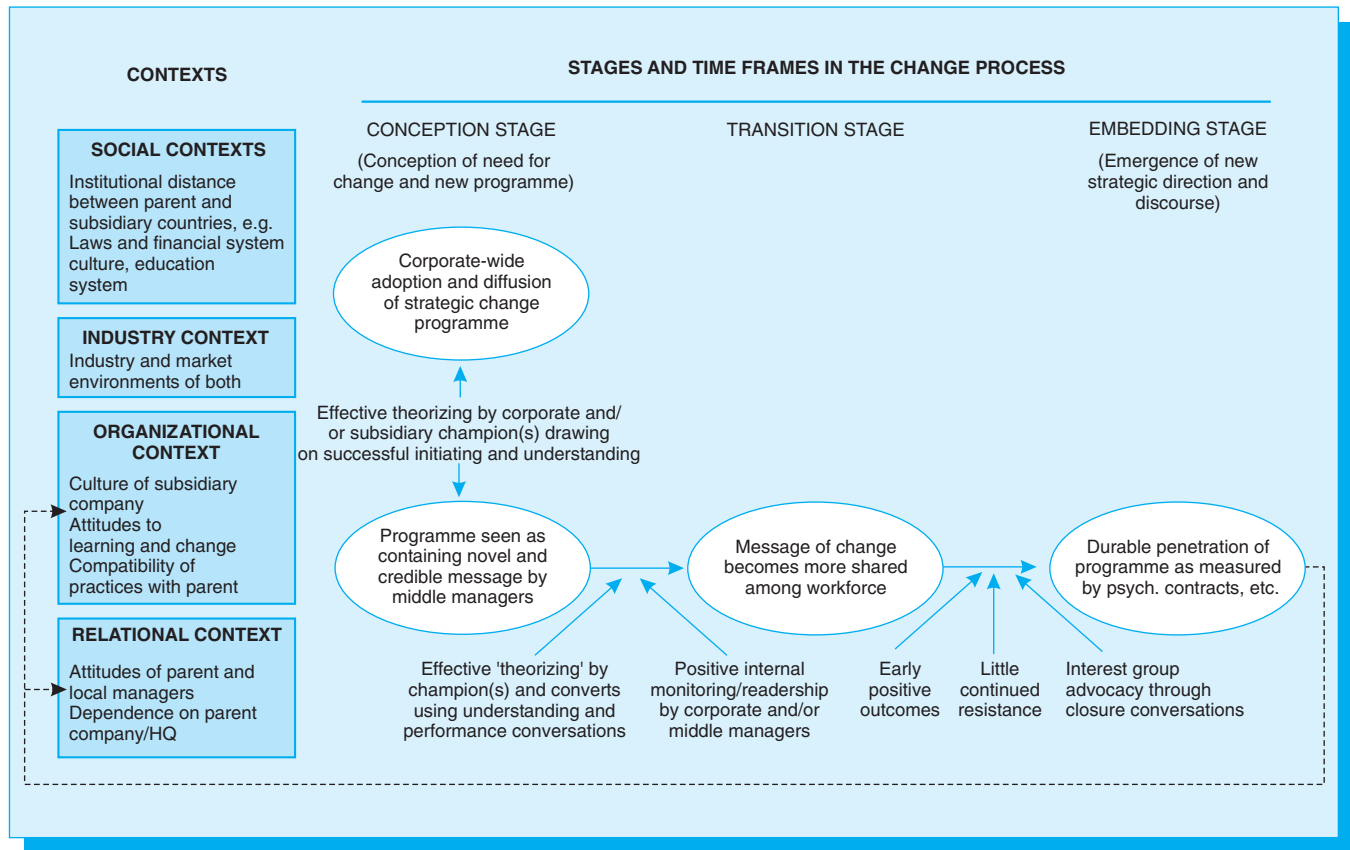 CONTEXTS
STAGES AND TIME FRAMES IN THE CHANGE PROCESS
SOCIAL CONTEXTS
Institutional distance
between parent and
subsidiary countries, e.g.
Laws and financial system
culture, education
system
INDUSTRY CONTEXT
Industry and market
environments of both
ORGANIZATIONAL
CONTEXT
Culture of subsidiary
company
Attitudes to
learning and change
Compatibility of
practices with parent
RELATIONAL CONTEXT
Attitudes of parent and
local managers
Dependence on parent
company/HQ
CONCEPTION STAGE
(Conception of need for
change and new programme)
TRANSITION STAGE
EMBEDDING STAGE
(Emergence of new
strategic direction and
discourse)
Corporate-wide
adoption and diffusion
of strategic change
programme
Effective theorizing by corporate and/
or subsidiary champion(s) drawing
on successful initiating and understanding
Programme seen as
containing novel and
credible message by
middle managers
Message of change
becomes more shared
among workforce
Durable penetration of
programme as measured
by psych. contracts, etc.
Effective 'theorizing' by
champion(s) and converts
using understanding and
performance conversations
Positive internal
monitoring/readership
by corporate and/or
middle managers
Early
positive
outcomes
Little
continued
resistance
Interest group
advocacy through
closure conversations